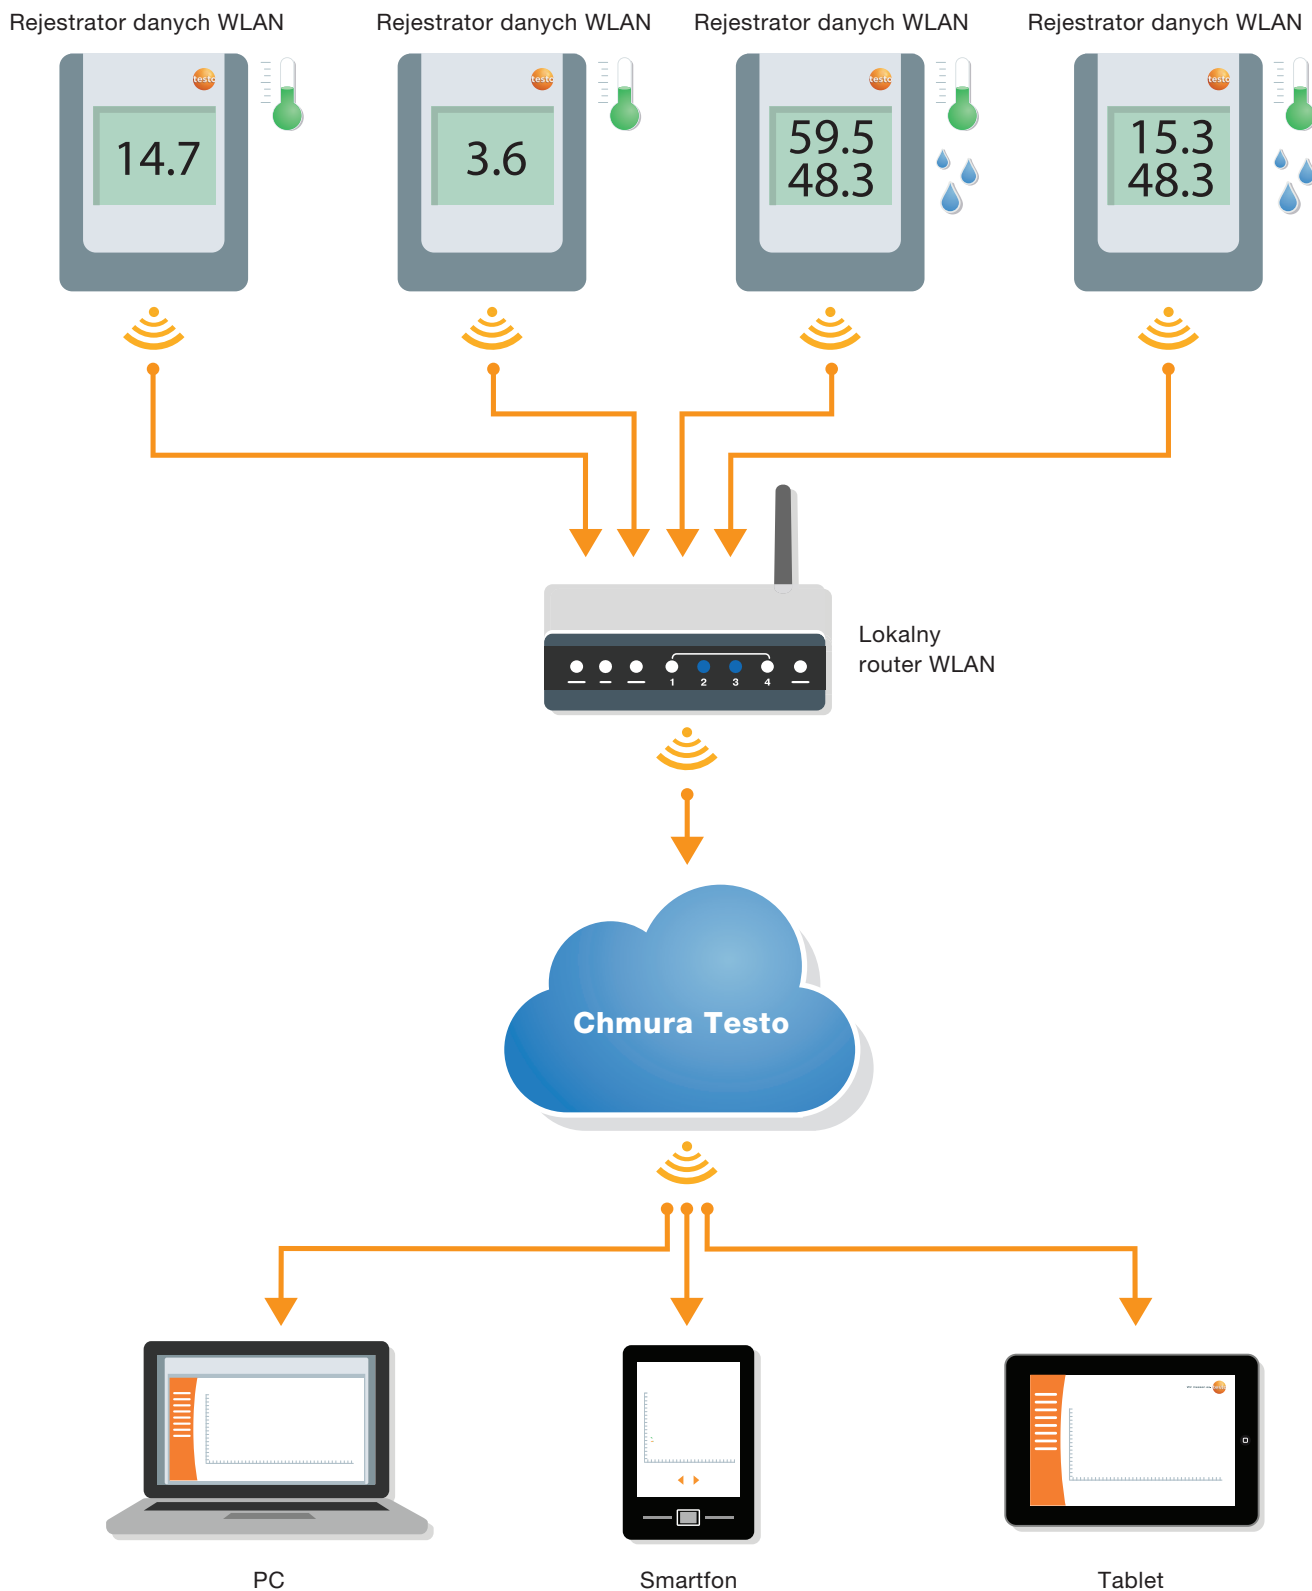 Rejestrator danych WLAN
Rejestrator danych WLAN
Rejestrator danych WLAN
Rejestrator danych WLAN
testo
testo
testo
testo
14.7
3.6
59.5
48.3
15.3
48.3
Lokalny
router WLAN
1 2 3 4
Chmura Testo
testo
PC
Smartfon
Tablet